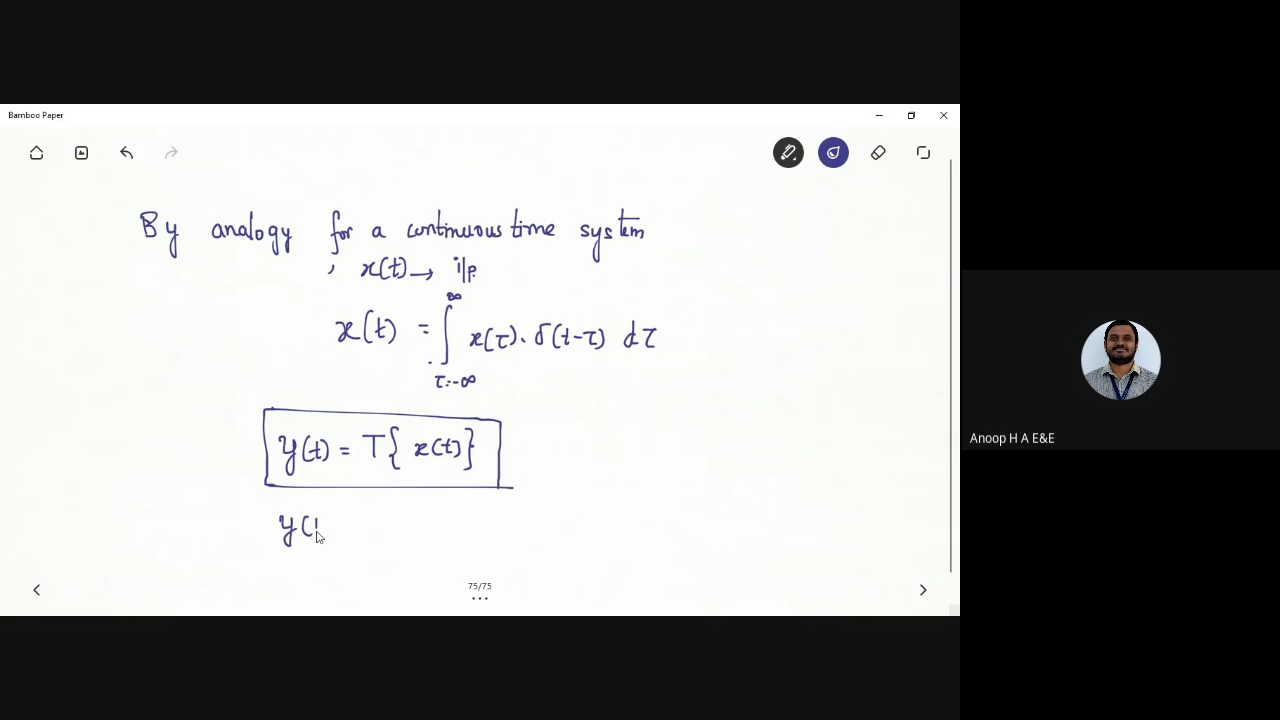 Bamboo Paper
By analogy for a continuous time system
, x(t) → i/p.
x(t) = ∫_{τ=-∞}^{∞} x(τ). δ(t-τ) dτ
y(t) = T{ x(t)}
y(
75/75
Anoop H A E&E